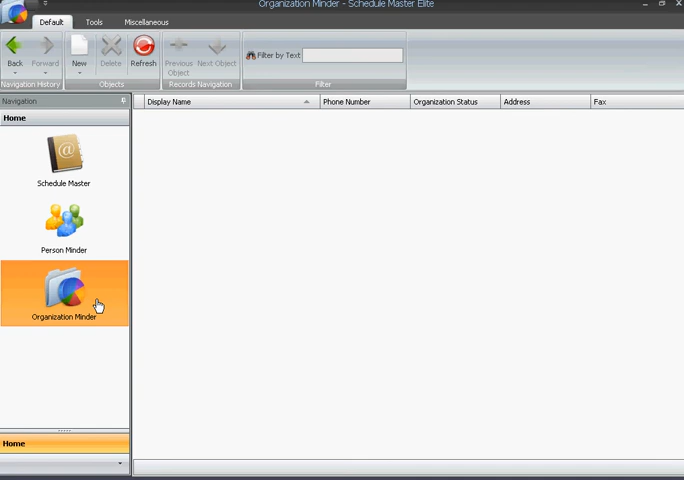 Organization Minder - Schedule Master Elite
Default Tools Miscellaneous
Back Forward New Delete Refresh Previous Object Next Object Filter by Text
Navigation History Objects Records Navigation Filter
Navigation Display Name Phone Number Organization Status Address Fax
Home
Schedule Master
Person Minder
Organization Minder
Home